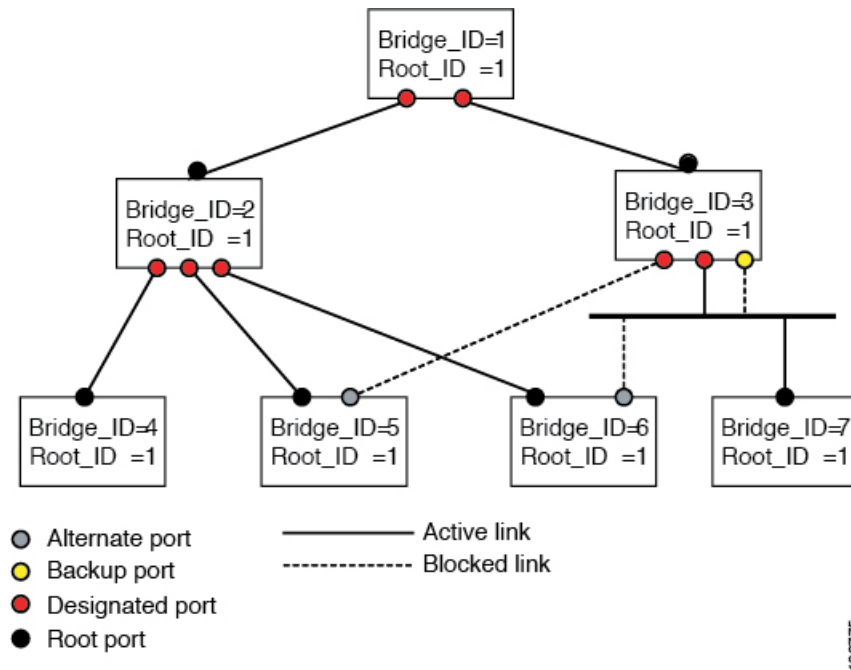 Bridge_ID=1
Root_ID =1
Bridge_ID=2
Root_ID =1
Bridge_ID=3
Root_ID =1
Bridge_ID=4
Root_ID =1
Bridge_ID=5
Root_ID =1
Bridge_ID=6
Root_ID =1
Bridge_ID=7
Root_ID =1
Alternate port
Backup port
Designated port
Root port
Active link
Blocked link